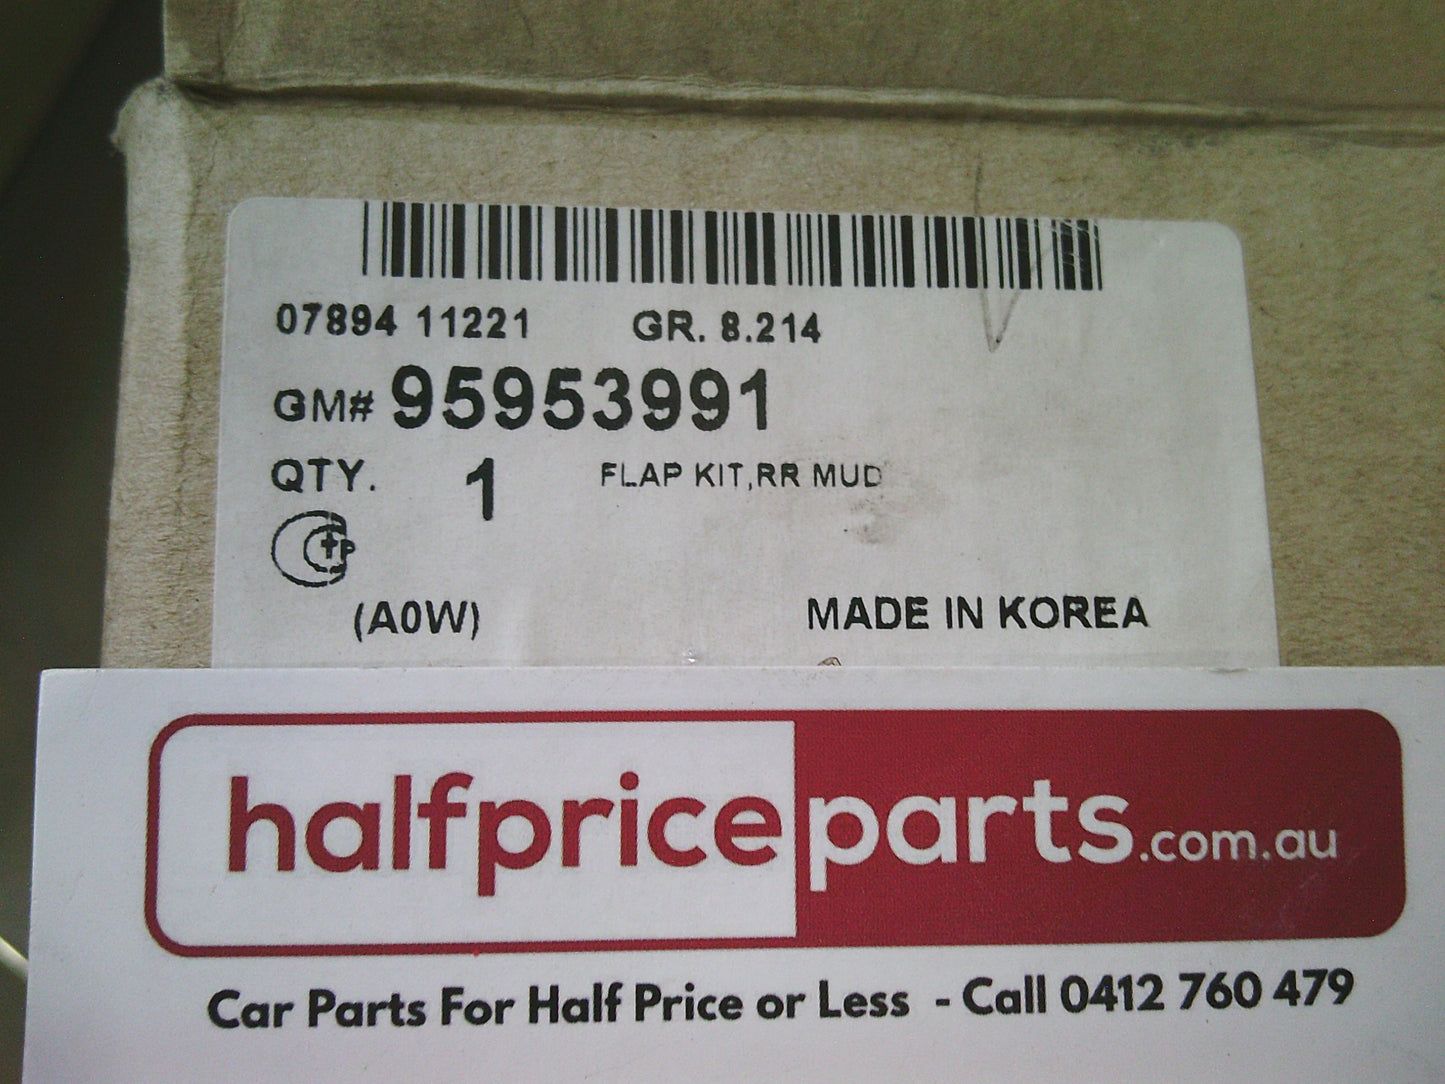 07894 11221 GR. 8.214
GM# 95953991
QTY. 1 FLAP KIT,RR MUD
(A0W) MADE IN KOREA
halfpriceparts.com.au
Car Parts For Half Price or Less - Call 0412 760 479